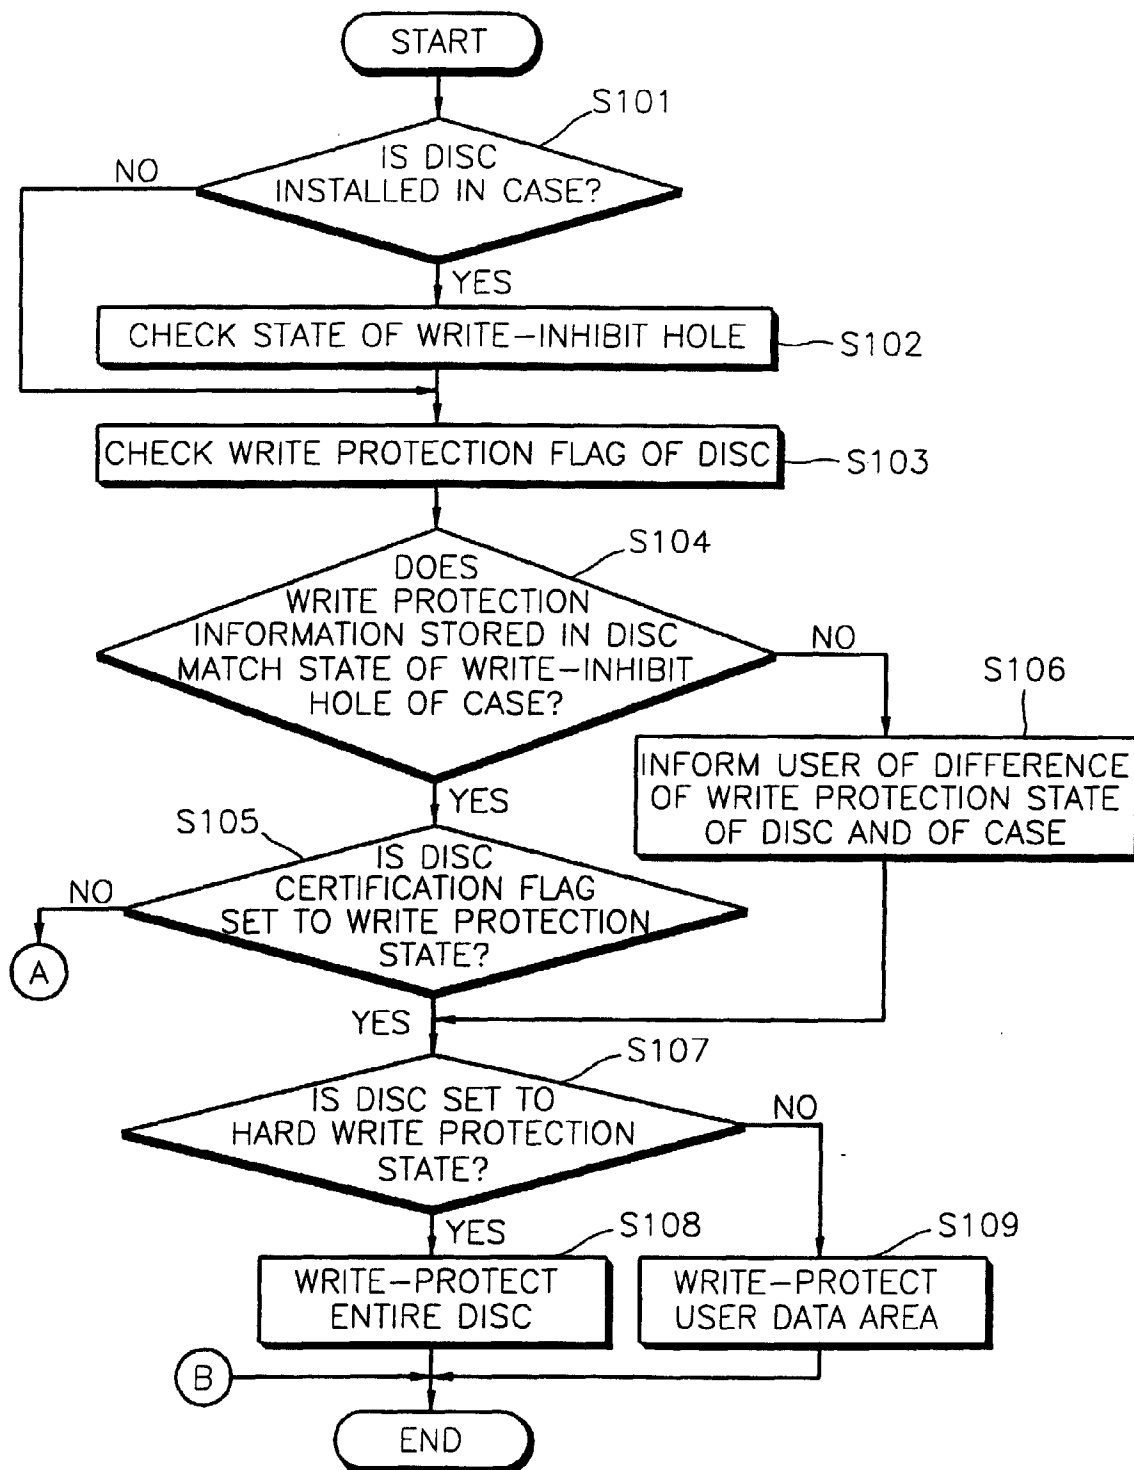 START
S101
IS DISC
INSTALLED IN CASE?
NO
YES
CHECK STATE OF WRITE-INHIBIT HOLE
S102
CHECK WRITE PROTECTION FLAG OF DISC
S103
S104
DOES
WRITE PROTECTION
INFORMATION STORED IN DISC
MATCH STATE OF WRITE-INHIBIT
HOLE OF CASE?
NO
S106
INFORM USER OF DIFFERENCE
OF WRITE PROTECTION STATE
OF DISC AND OF CASE
YES
S105
IS DISC
CERTIFICATION FLAG
SET TO WRITE PROTECTION
STATE?
NO
A
YES
S107
IS DISC SET TO
HARD WRITE PROTECTION
STATE?
NO
YES
S108
WRITE-PROTECT
ENTIRE DISC
S109
WRITE-PROTECT
USER DATA AREA
B
END